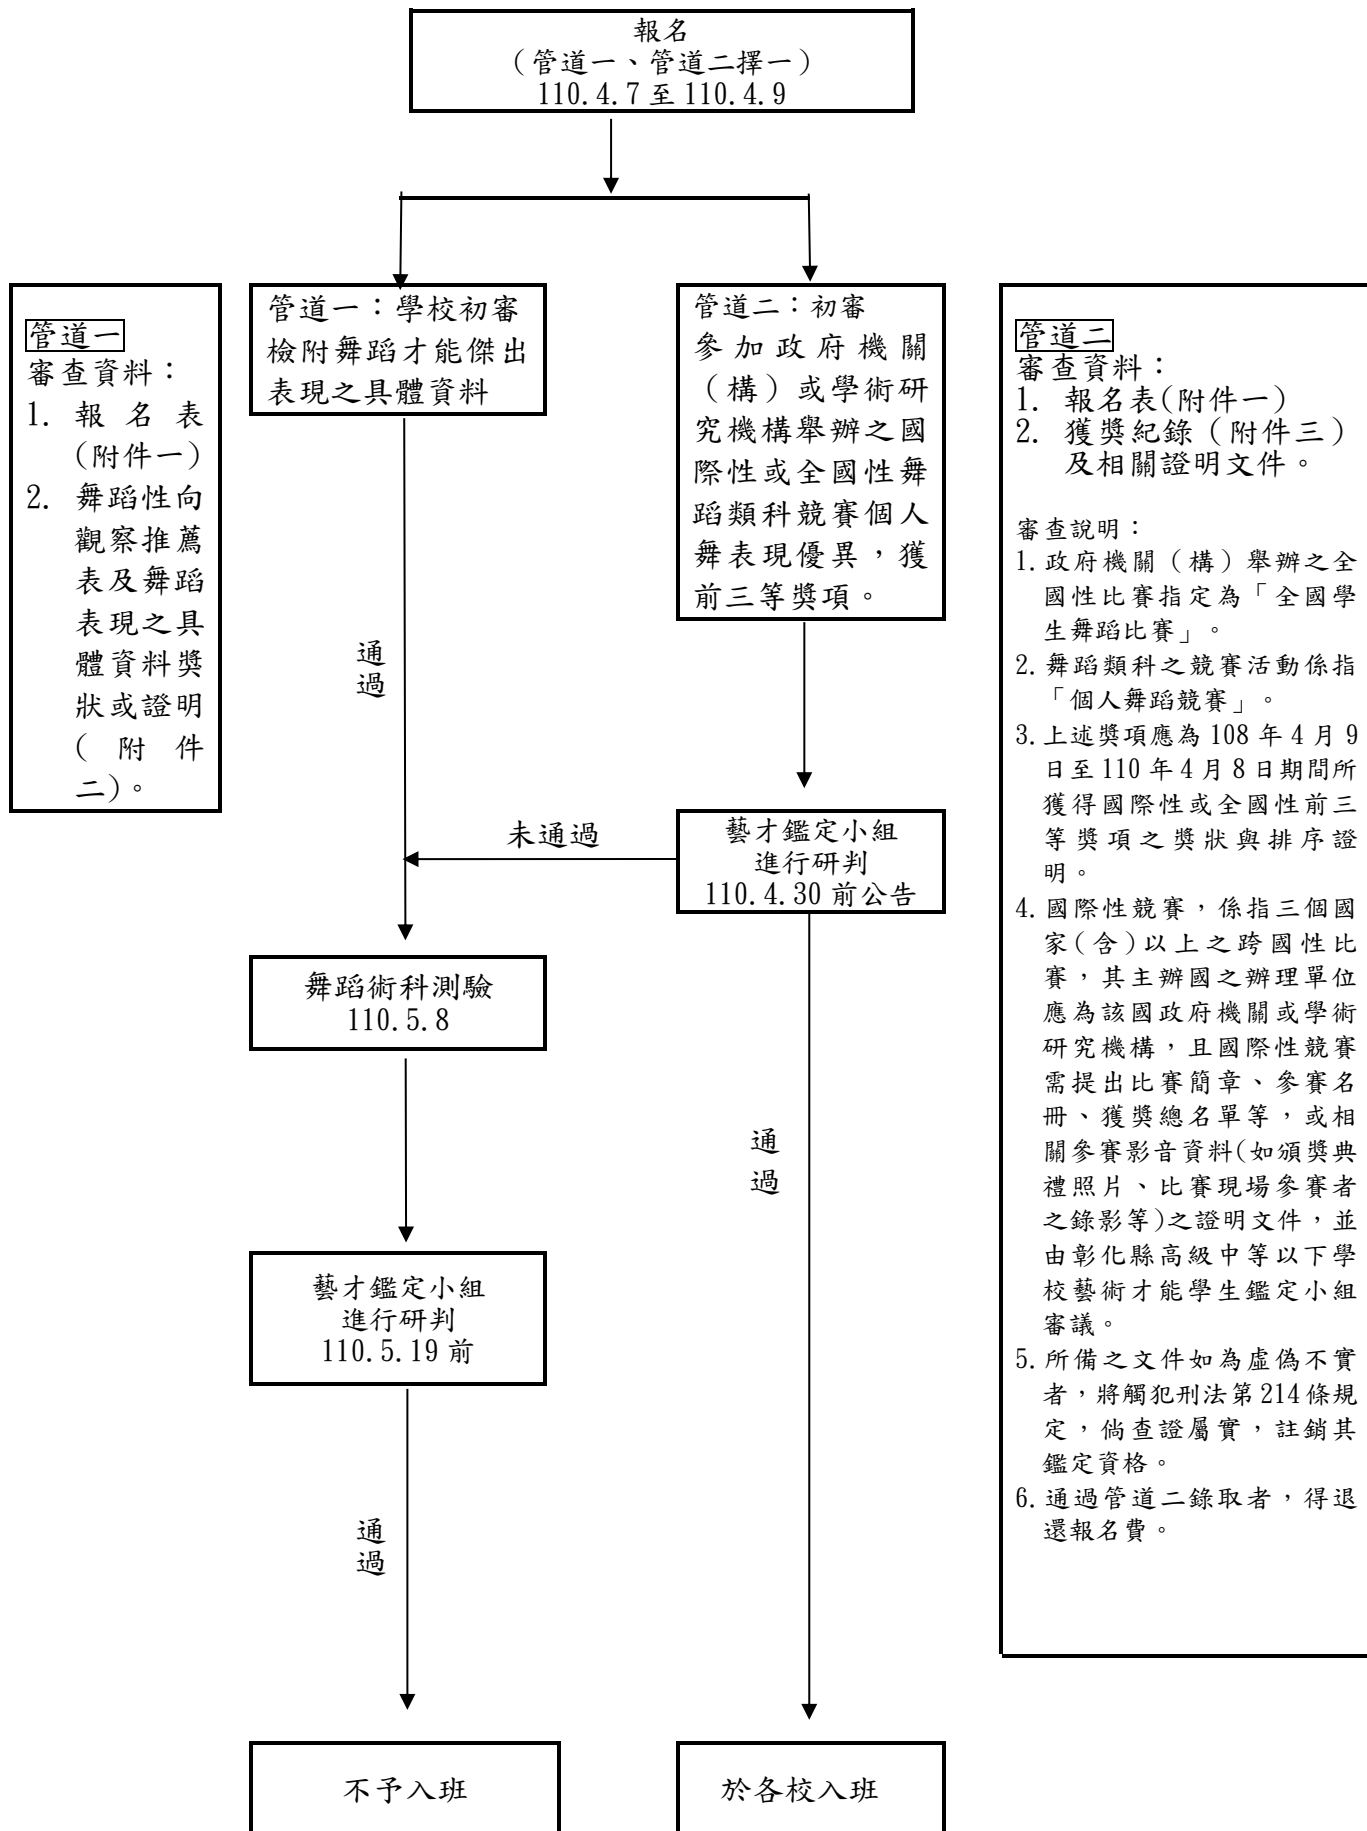 報名
（管道一、管道二擇一）
110.4.7 至 110.4.9
管道一
審查資料：
1. 報名表
(附件一)
2. 舞蹈性向
觀察推薦
表及舞蹈
表現之具
體資料獎
狀或證明
(附件
二)。
管道一：學校初審
檢附舞蹈才能傑出
表現之具體資料
管道二：初審
參加政府機關
（構）或學術研
究機構舉辦之國
際性或全國性舞
蹈類科競賽個人
舞表現優異，獲
前三等獎項。
管道二
審查資料：
1. 報名表(附件一)
2. 獲獎紀錄（附件三）
及相關證明文件。
審查說明：
1. 政府機關（構）舉辦之全
國性比賽指定為「全國學
生舞蹈比賽」。
2. 舞蹈類科之競賽活動係指
「個人舞蹈競賽」。
3. 上述獎項應為 108 年 4 月 9
日至 110 年 4 月 8 日期間所
獲得國際性或全國性前三
等獎項之獎狀與排序證
明。
4. 國際性競賽，係指三個國
家(含)以上之跨國性比
賽，其主辦國之辦理單位
應為該國政府機關或學術
研究機構，且國際性競賽
需提出比賽簡章、參賽名
冊、獲獎總名單等，或相
關參賽影音資料(如頒獎典
禮照片、比賽現場參賽者
之錄影等)之證明文件，並
由彰化縣高級中等以下學
校藝術才能學生鑑定小組
審議。
5. 所備之文件如為虛偽不實
者，將觸犯刑法第 214 條規
定，倘查證屬實，註銷其
鑑定資格。
6. 通過管道二錄取者，得退
還報名費。
通
過
未通過
藝才鑑定小組
進行研判
110.4.30 前公告
舞蹈術科測驗
110.5.8
通
過
藝才鑑定小組
進行研判
110.5.19 前
通
過
不予入班
於各校入班